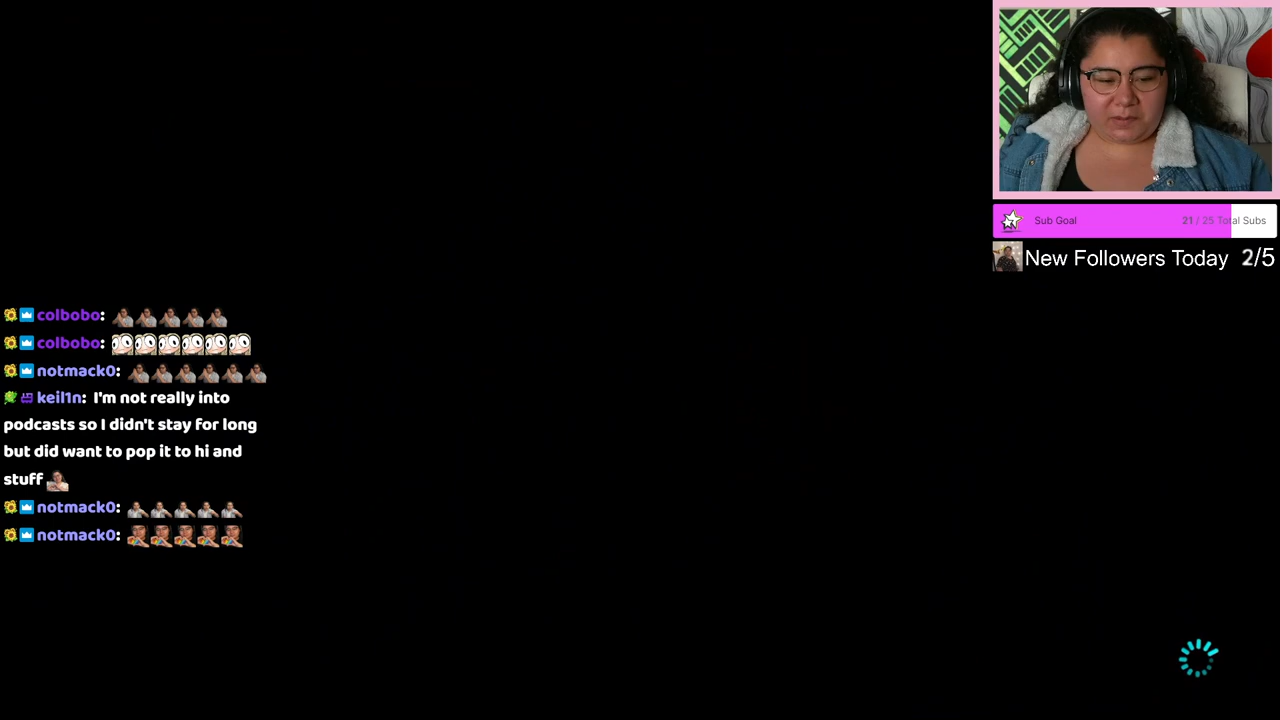 Sub Goal 21 / 25 Total Subs
New Followers Today 2/5
colbobo:
colbobo:
notmack0:
keil1n: I'm not really into
podcasts so I didn't stay for long
but did want to pop it to hi and
stuff
notmack0:
notmack0: